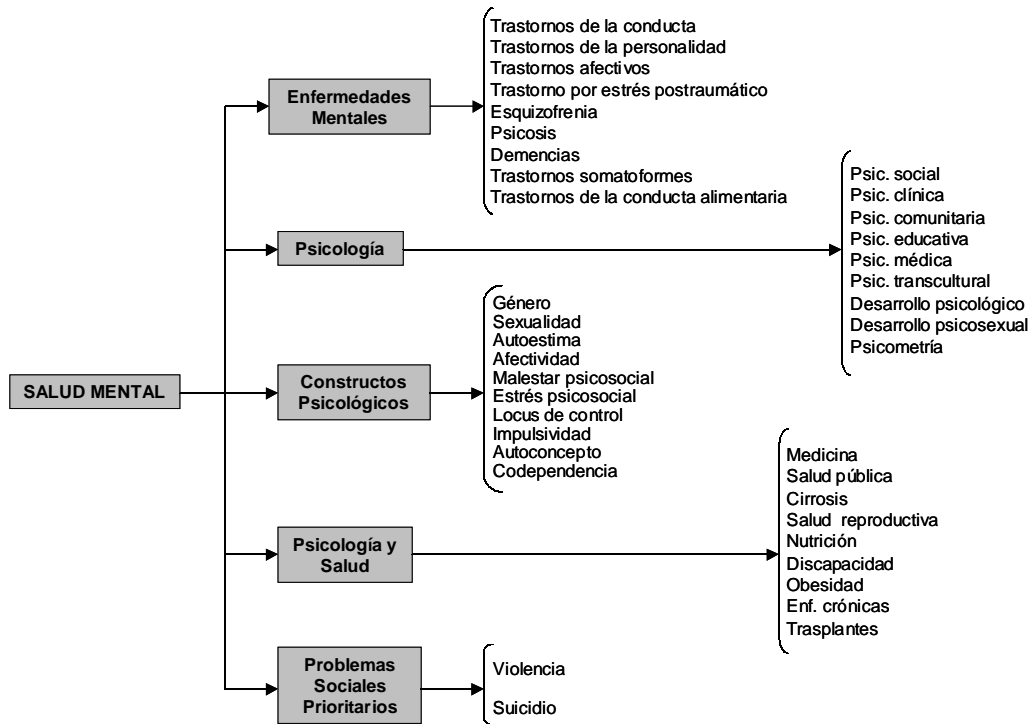 SALUD MENTAL
Enfermedades
Mentales
Trastornos de la conducta
Trastornos de la personalidad
Trastornos afectivos
Trastorno por estrés postraumático
Esquizofrenia
Psicosis
Demencias
Trastornos somatoformes
Trastornos de la conducta alimentaria
Psicología
Psic. social
Psic. clínica
Psic. comunitaria
Psic. educativa
Psic. médica
Psic. transcultural
Desarrollo psicológico
Desarrollo psicosexual
Psicometría
Constructos
Psicológicos
Género
Sexualidad
Autoestima
Afectividad
Malestar psicosocial
Estrés psicosocial
Locus de control
Impulsividad
Autoconcepto
Codependencia
Psicología y
Salud
Medicina
Salud pública
Cirrosis
Salud reproductiva
Nutrición
Discapacidad
Obesidad
Enf. crónicas
Trasplantes
Problemas
Sociales
Prioritarios
Violencia
Suicidio